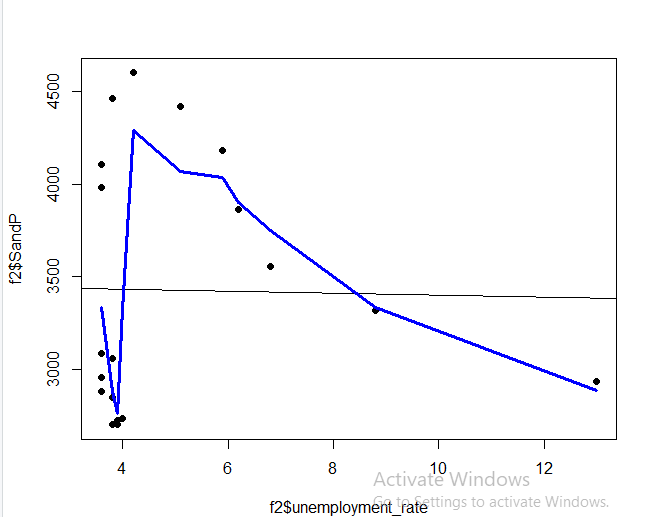 4500
4000
3500
3000
f2$SandP
4 6 8 10 12
f2$unemployment_rate
Activate Windows
Go to Settings to activate Windows.